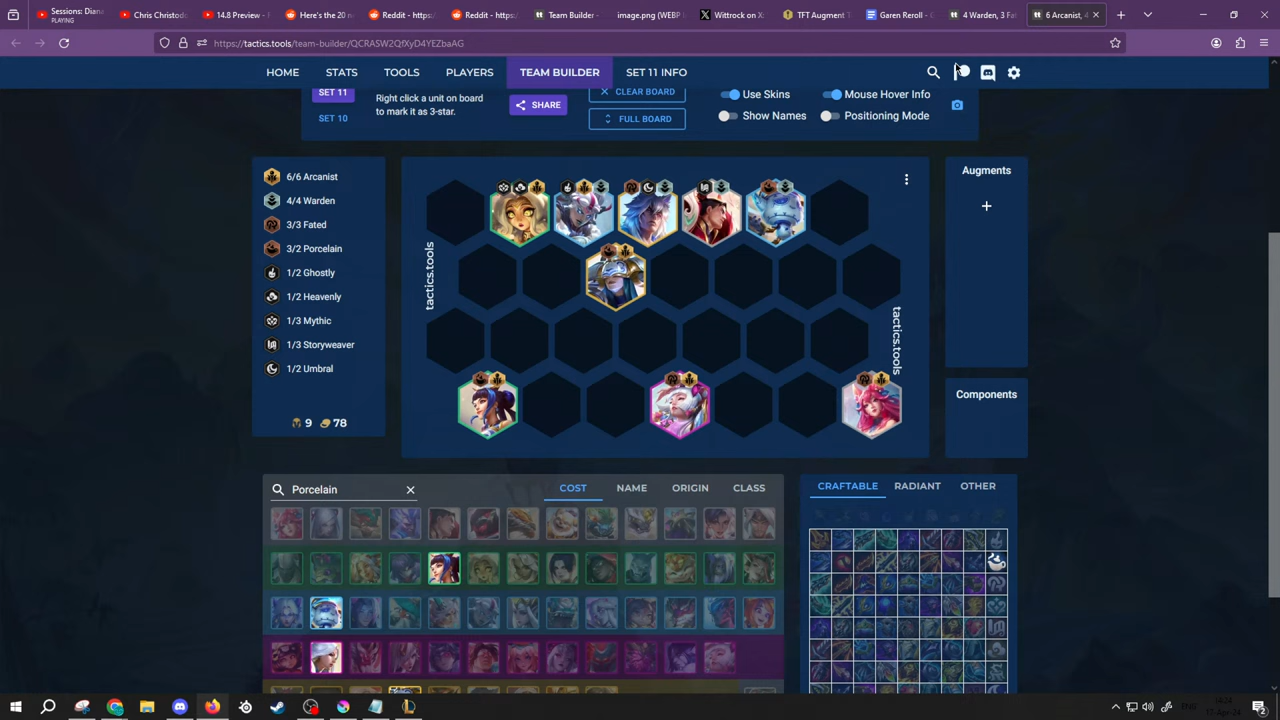 Sessions: Diana
PLAYING
Chris Christodo
14.8 Preview -
Here's the 20 n
Reddit - https:
Reddit - https:
Team Builder -
image.png (WEBP
Wittrock on X:
TFT Augment T
Garen Reroll - G
4 Warden, 3 Fat
6 Arcanist, 4
https://tactics.tools/team-builder/QCRASW2QfXyD4YEZbaAG
HOME
STATS
TOOLS
PLAYERS
TEAM BUILDER
SET 11 INFO
SET 11
SET 10
Right click a unit on board
to mark it as 3-star.
SHARE
CLEAR BOARD
FULL BOARD
Use Skins
Mouse Hover Info
Show Names
Positioning Mode
6/6 Arcanist
4/4 Warden
3/3 Fated
3/2 Porcelain
1/2 Ghostly
1/2 Heavenly
1/3 Mythic
1/3 Storyweaver
1/2 Umbral
9
78
tactics.tools
tactics.tools
Augments
+
Components
Porcelain
COST
NAME
ORIGIN
CLASS
CRAFTABLE
RADIANT
OTHER